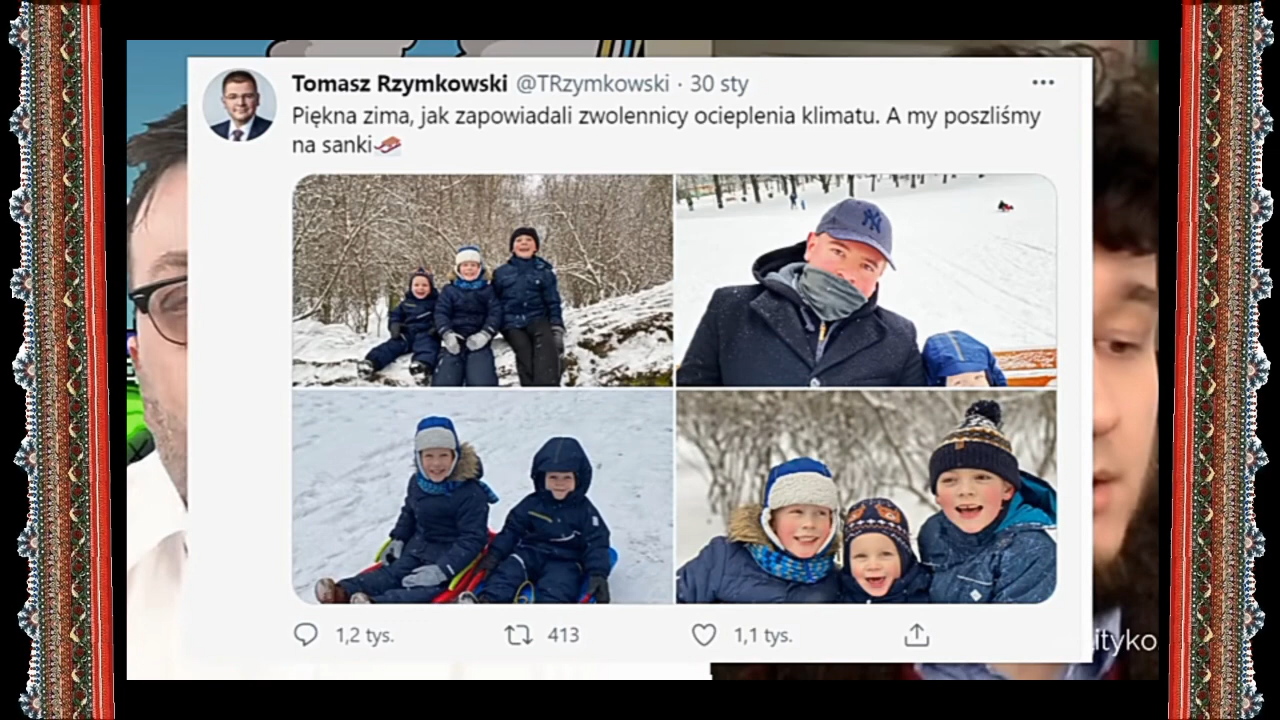 Tomasz Rzymkowski @TRzymkowski · 30 sty
Piękna zima, jak zapowiadali zwolennicy ocieplenia klimatu. A my poszliśmy
na sanki
NY
1,2 tys. 413 1,1 tys.